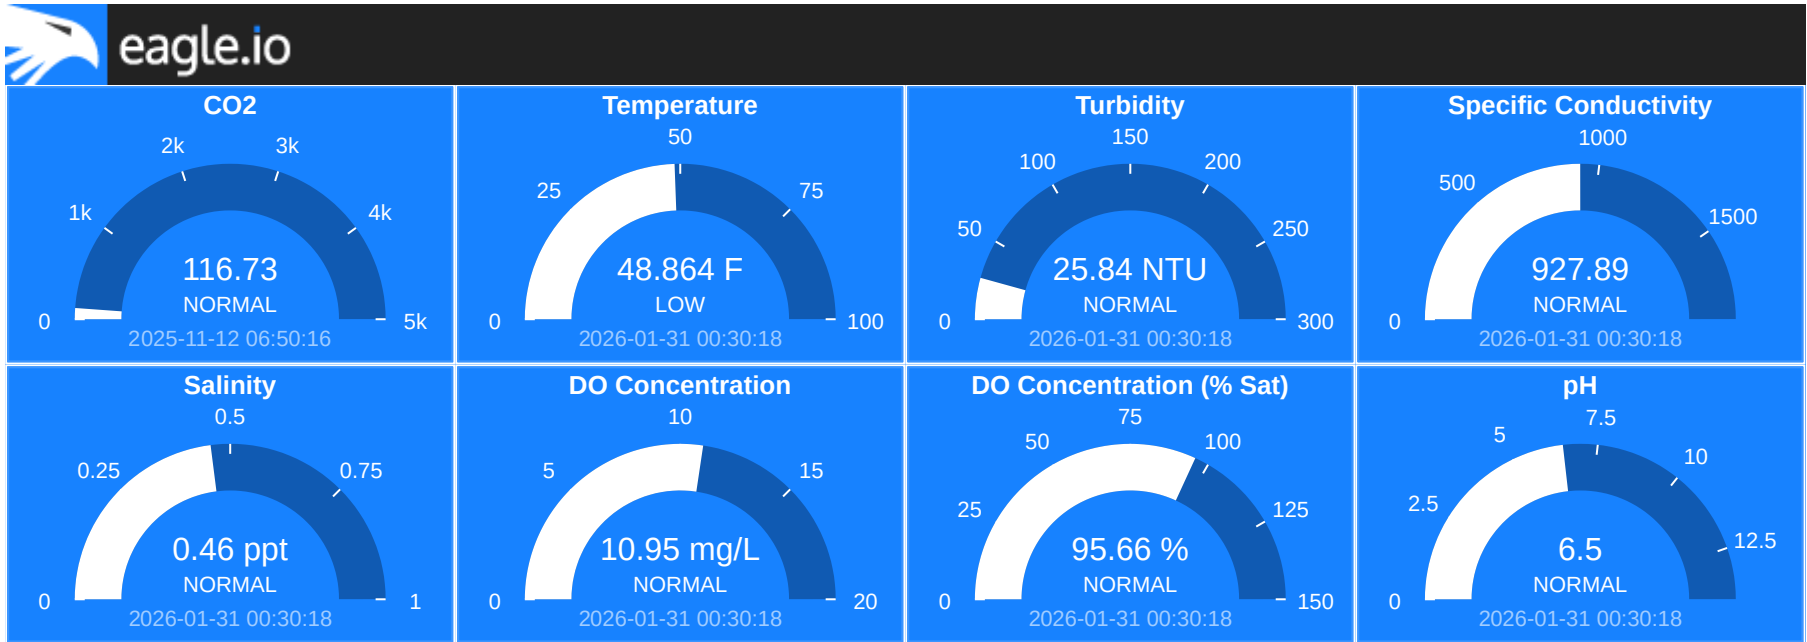 eagle.io
CO2
2k
3k
1k
4k
116.73
NORMAL
0
5k
2025-11-12 06:50:16
Temperature
50
25
75
48.864 F
LOW
0
100
2026-01-31 00:30:18
Turbidity
150
100
200
50
250
25.84 NTU
NORMAL
0
300
2026-01-31 00:30:18
Specific Conductivity
1000
500
1500
927.89
NORMAL
0
2026-01-31 00:30:18
Salinity
0.5
0.25
0.75
0.46 ppt
NORMAL
0
1
2026-01-31 00:30:18
DO Concentration
10
5
15
10.95 mg/L
NORMAL
0
20
2026-01-31 00:30:18
DO Concentration (% Sat)
75
50
100
25
125
95.66 %
NORMAL
0
150
2026-01-31 00:30:18
pH
7.5
5
10
2.5
12.5
6.5
NORMAL
0
2026-01-31 00:30:18